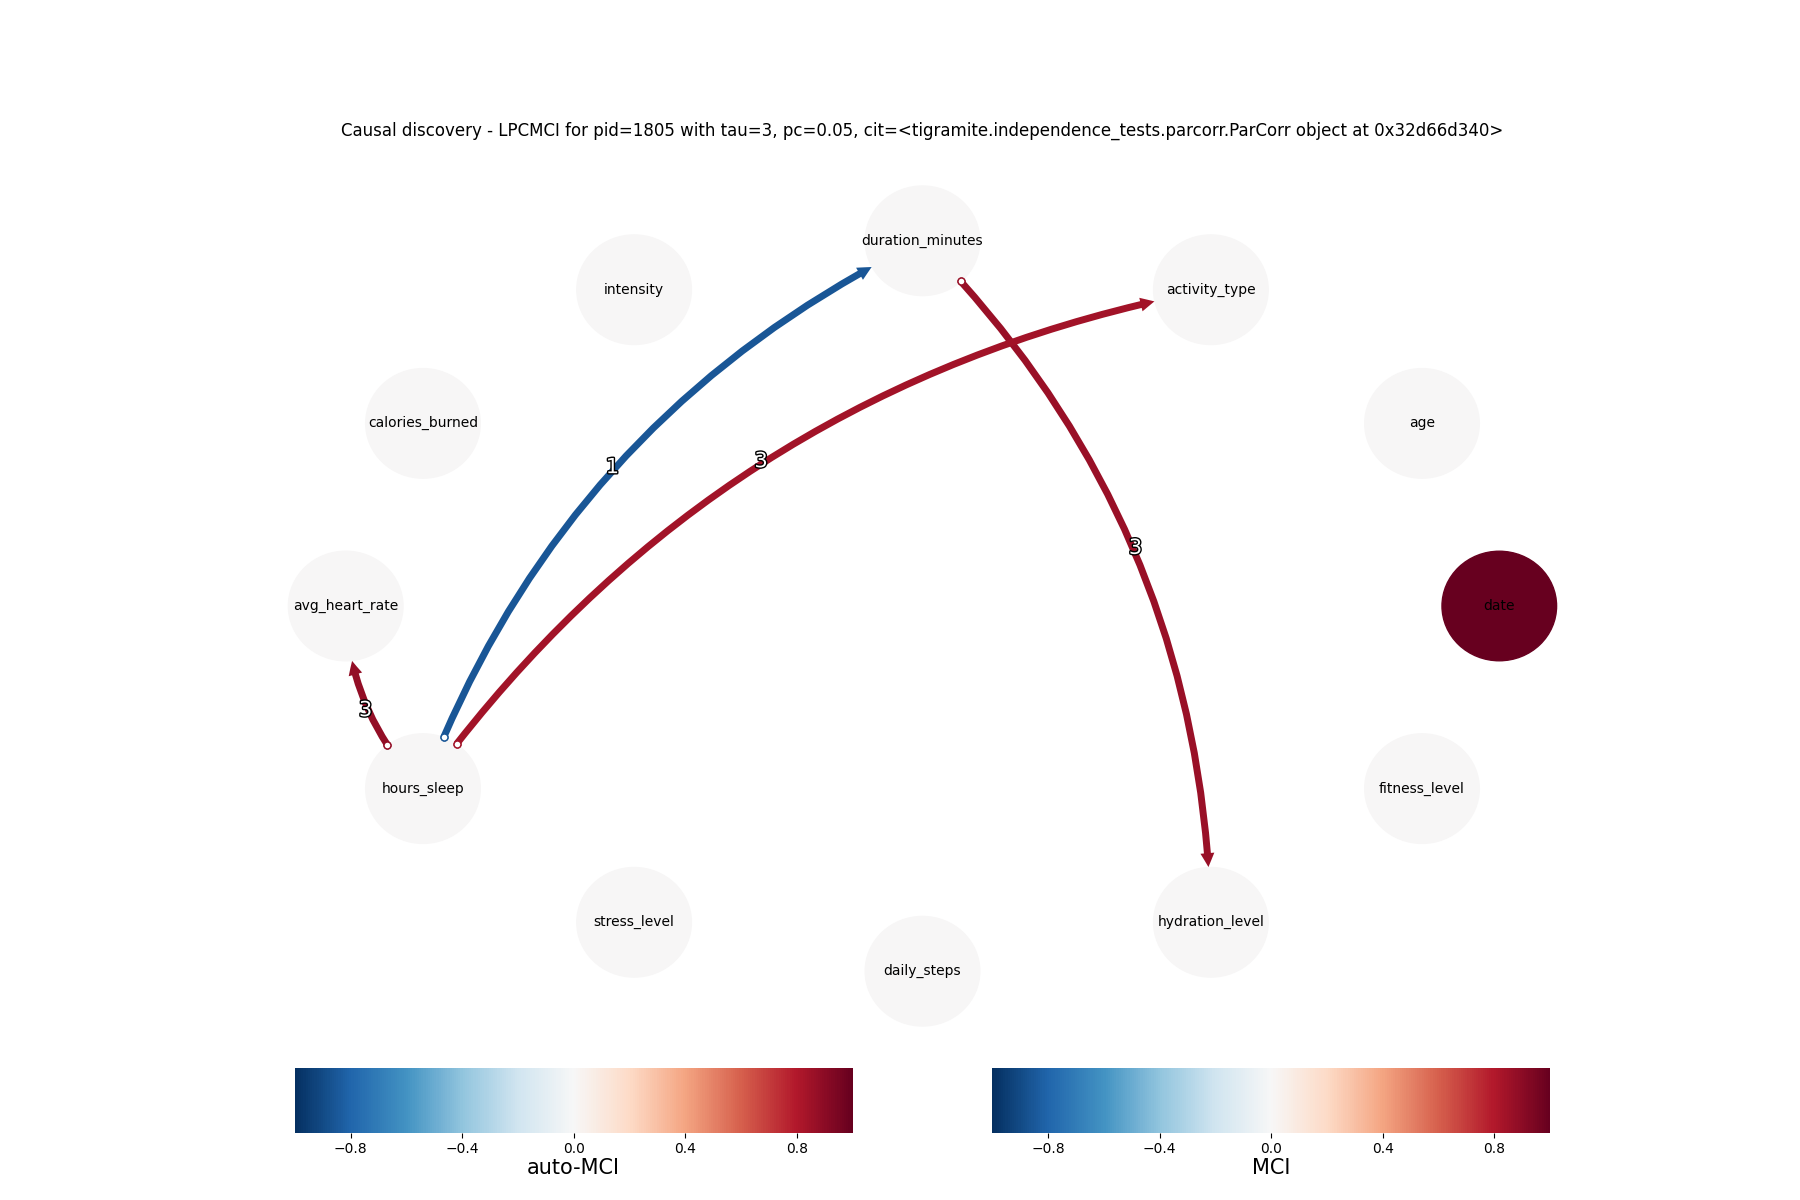 Causal discovery - LPCMCI for pid=1805 with tau=3, pc=0.05, cit=<tigramite.independence_tests.parcorr.ParCorr object at 0x32d66d340>
duration_minutes
intensity
activity_type
calories_burned
age
1
3
3
avg_heart_rate
date
3
hours_sleep
fitness_level
stress_level
hydration_level
daily_steps
−0.8 −0.4 0.0 0.4 0.8
auto-MCI
−0.8 −0.4 0.0 0.4 0.8
MCI